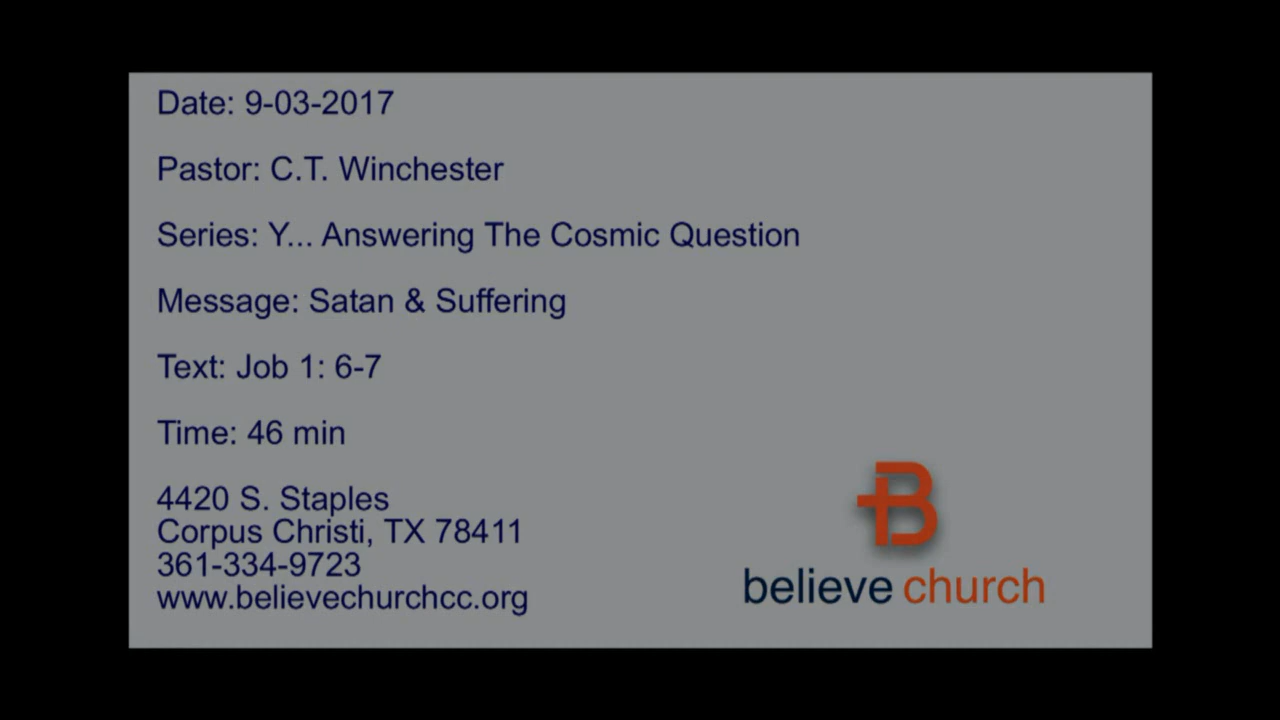 Date: 9-03-2017
Pastor: C.T. Winchester
Series: Y... Answering The Cosmic Question
Message: Satan & Suffering
Text: Job 1: 6-7
Time: 46 min
4420 S. Staples
Corpus Christi, TX 78411
361-334-9723
www.believechurchcc.org
B
believe church